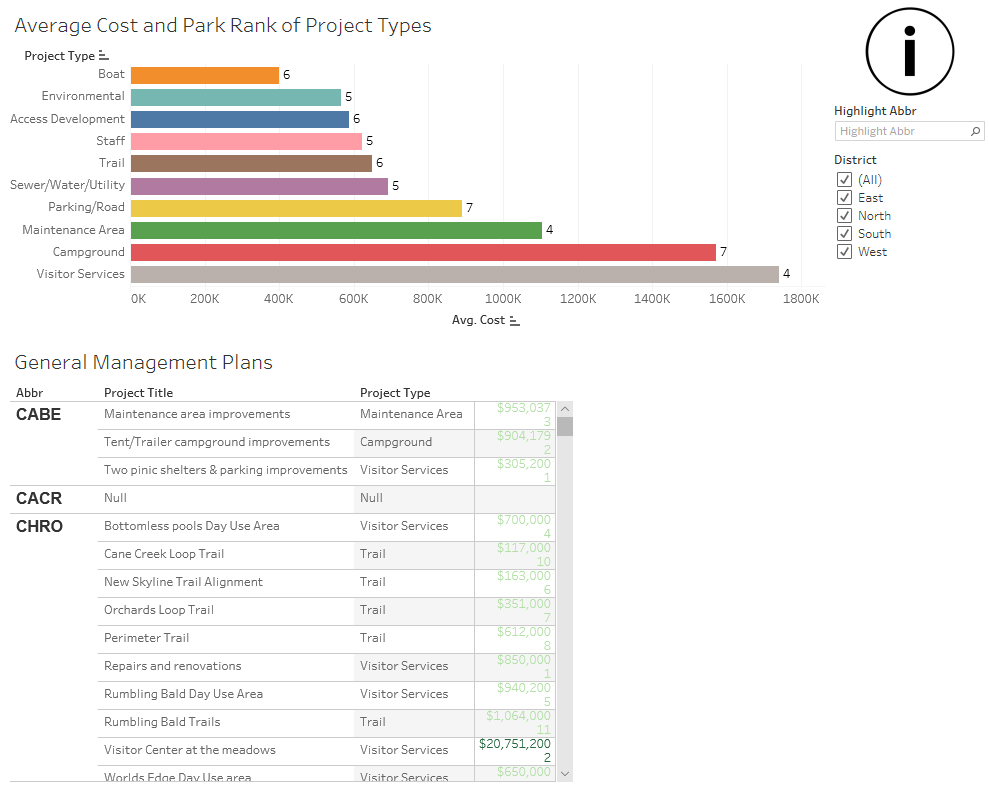 Average Cost and Park Rank of Project Types
Project Type
Boat 6
Environmental 5
Access Development 6
Staff 5
Trail 6
Sewer/Water/Utility 5
Parking/Road 7
Maintenance Area 4
Campground 7
Visitor Services 4
0K 200K 400K 600K 800K 1000K 1200K 1400K 1600K 1800K
Avg. Cost
i
Highlight Abbr
Highlight Abbr
District
(All)
East
North
South
West
General Management Plans
Abbr Project Title Project Type
CABE Maintenance area improvements Maintenance Area $953,037
3
Tent/Trailer campground improvements Campground $904,179
2
Two pinic shelters & parking improvements Visitor Services $305,200
1
CACR Null Null
CHRO Bottomless pools Day Use Area Visitor Services $700,000
4
Cane Creek Loop Trail Trail $117,000
10
New Skyline Trail Alignment Trail $163,000
6
Orchards Loop Trail Trail $351,000
7
Perimeter Trail Trail $612,000
8
Repairs and renovations Visitor Services $850,000
1
Rumbling Bald Day Use Area Visitor Services $940,200
5
Rumbling Bald Trails Trail $1,064,000
11
Visitor Center at the meadows Visitor Services $20,751,200
2
Worlds Edge Day Use area Visitor Services $650,000